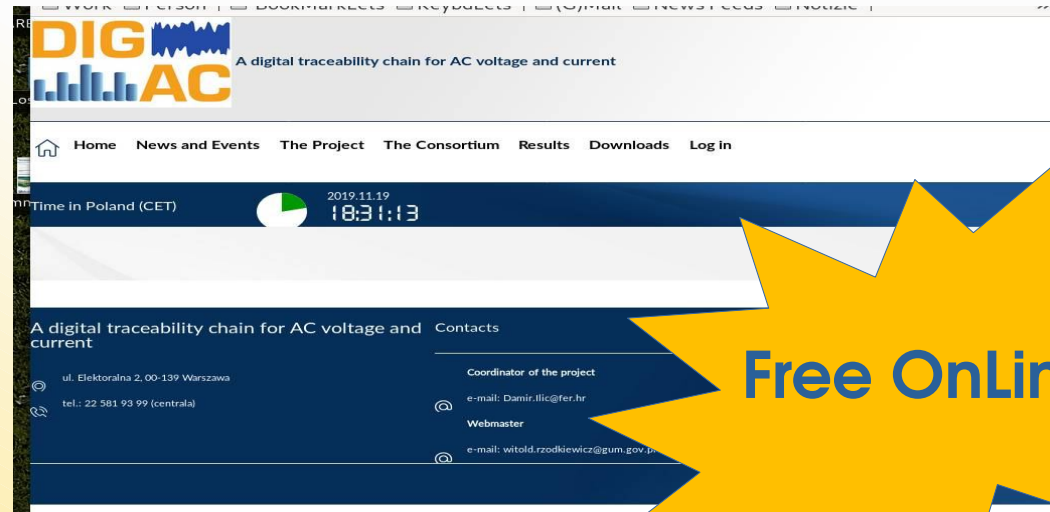 DIG
AC
A digital traceability chain for AC voltage and current
Home News and Events The Project The Consortium Results Downloads Log in
Time in Poland (CET)
2019.11.19
18:31:13
A digital traceability chain for AC voltage and current
Contacts
ul. Elektoralna 2, 00-139 Warszawa
tel.: 22 581 93 99 (centrala)
Coordinator of the project
e-mail: Damir.Ilic@fer.hr
Webmaster
e-mail: witold.rzodkiewicz@gum.gov.p
Free